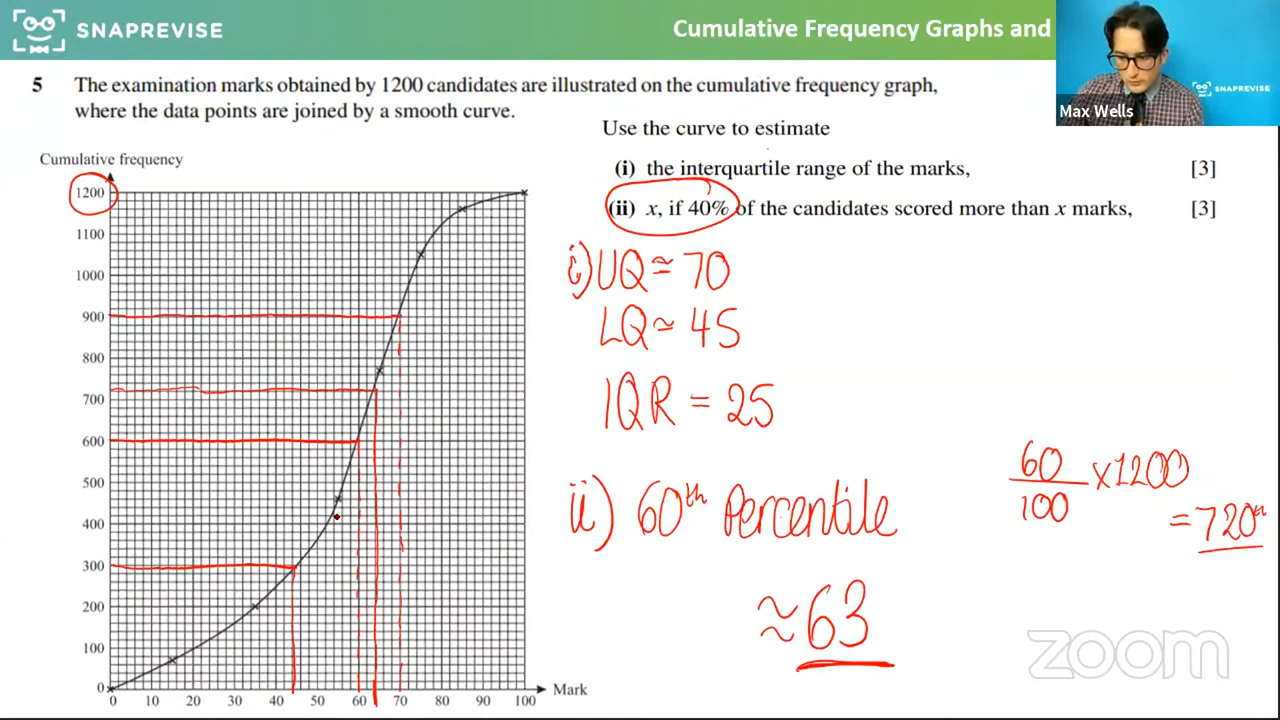 SNAPREVISE
Cumulative Frequency Graphs and
SNAPREVISE
Max Wells
5 The examination marks obtained by 1200 candidates are illustrated on the cumulative frequency graph,
where the data points are joined by a smooth curve.
Use the curve to estimate
(i) the interquartile range of the marks, [3]
(ii) x, if 40% of the candidates scored more than x marks, [3]
Cumulative frequency
1200
1100
1000
900
800
700
600
500
400
300
200
100
0
0 10 20 30 40 50 60 70 80 90 100 Mark
i) UQ ≃ 70
LQ ≃ 45
IQR = 25
ii) 60th Percentile
≈ 63
60
100
x1200
= 720th
zoom